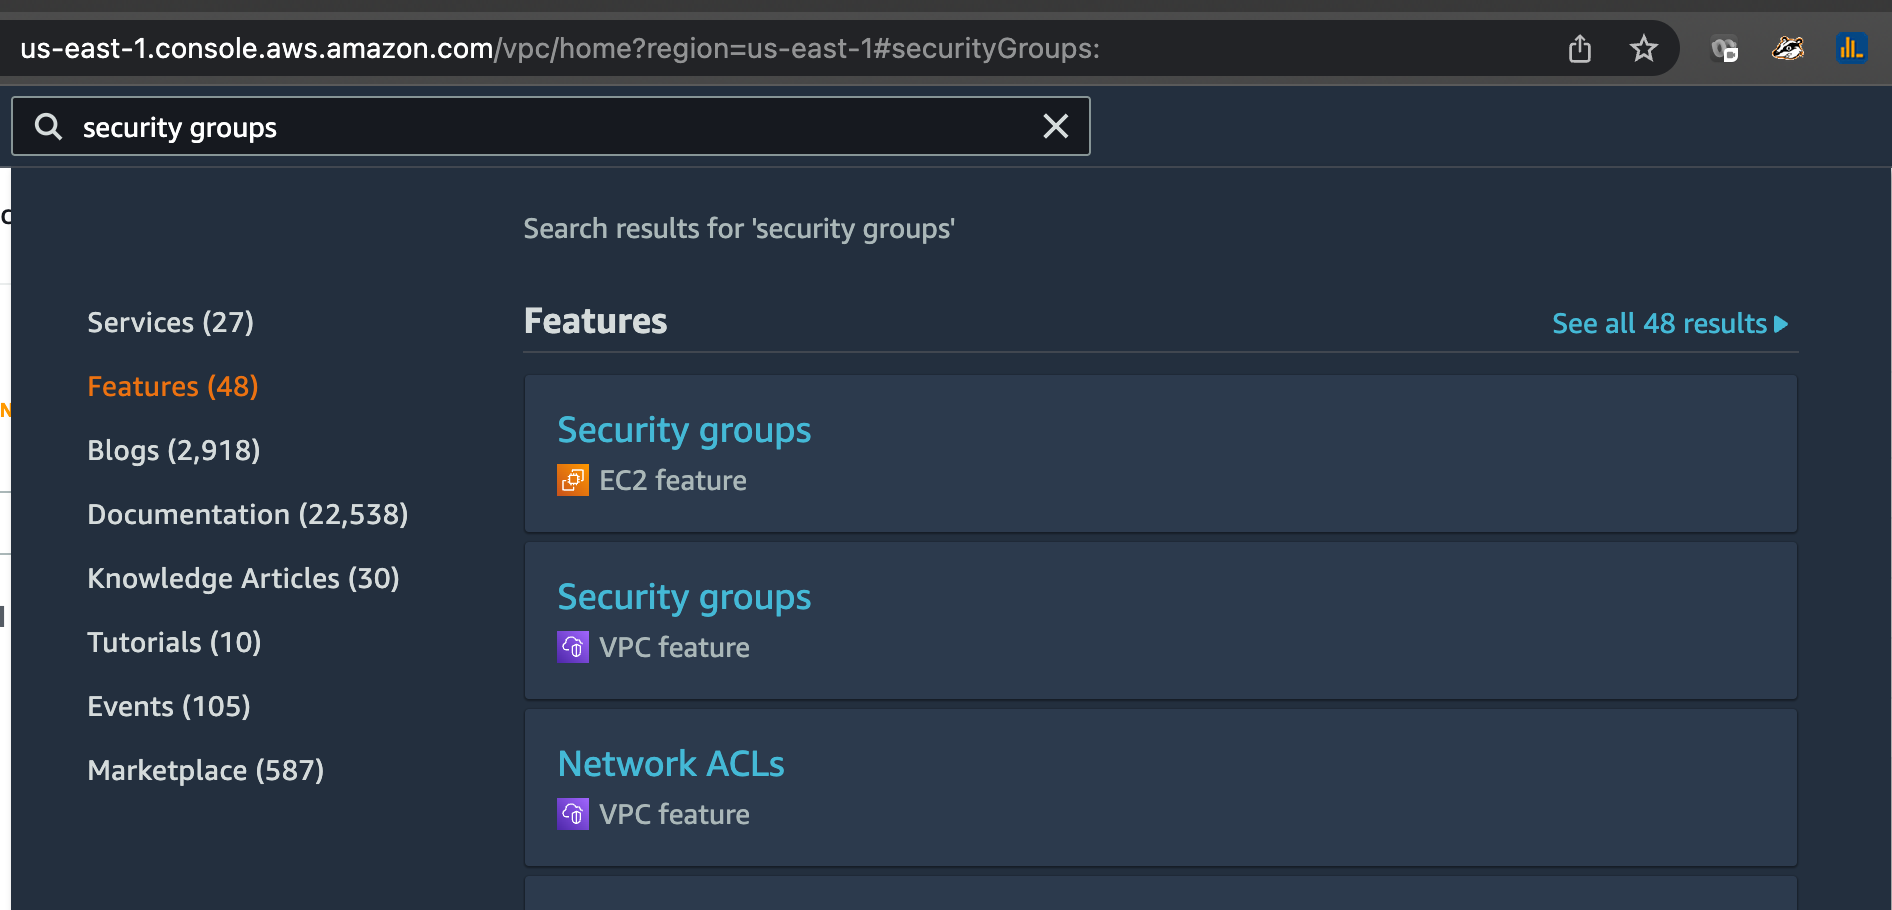 us-east-1.console.aws.amazon.com/vpc/home?region=us-east-1#securityGroups:
security groups
Search results for 'security groups'
Services (27)
Features (48)
Blogs (2,918)
Documentation (22,538)
Knowledge Articles (30)
Tutorials (10)
Events (105)
Marketplace (587)
Features
See all 48 results
Security groups
EC2 feature
Security groups
VPC feature
Network ACLs
VPC feature